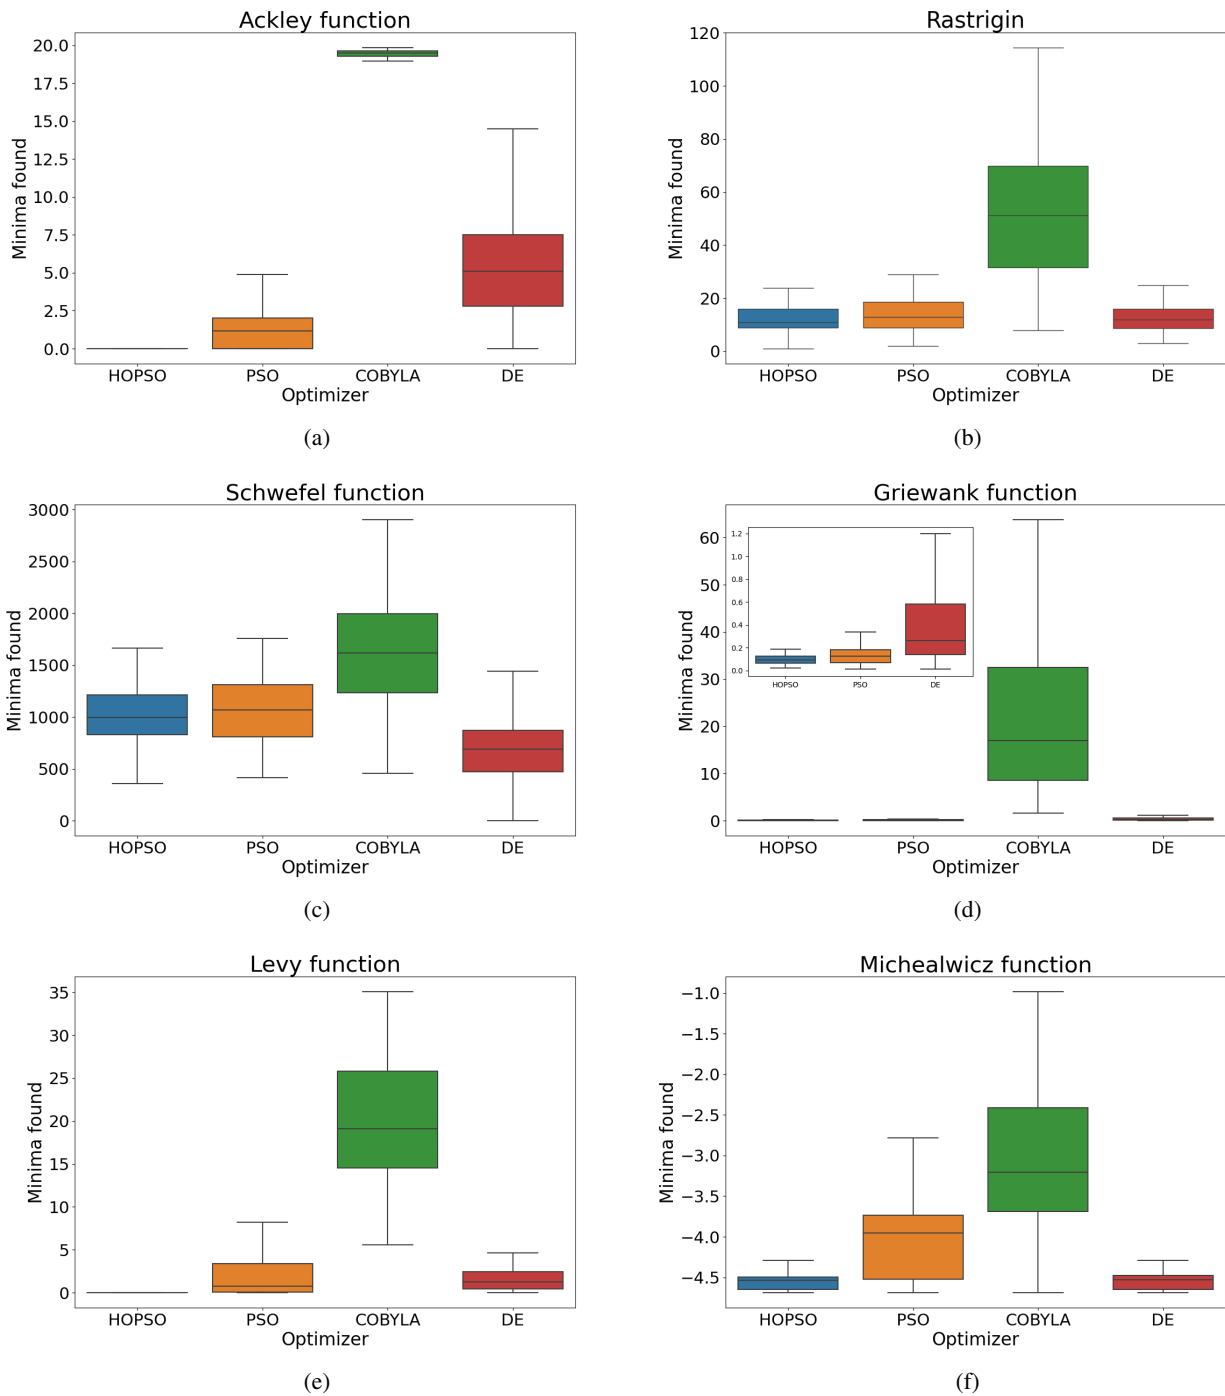 Ackley function
Minima found
20.0
17.5
15.0
12.5
10.0
7.5
5.0
2.5
0.0
HOPSO PSO COBYLA DE
Optimizer
(a)
Rastrigin
Minima found
120
100
80
60
40
20
0
HOPSO PSO COBYLA DE
Optimizer
(b)
Schwefel function
Minima found
3000
2500
2000
1500
1000
500
0
HOPSO PSO COBYLA DE
Optimizer
(c)
Griewank function
Minima found
60
50
40
30
20
10
0
1.2
1.0
0.8
0.6
0.4
0.2
0.0
HOPSO PSO DE
HOPSO PSO COBYLA DE
Optimizer
(d)
Levy function
Minima found
35
30
25
20
15
10
5
0
HOPSO PSO COBYLA DE
Optimizer
(e)
Michealwicz function
Minima found
−1.0
−1.5
−2.0
−2.5
−3.0
−3.5
−4.0
−4.5
HOPSO PSO COBYLA DE
Optimizer
(f)